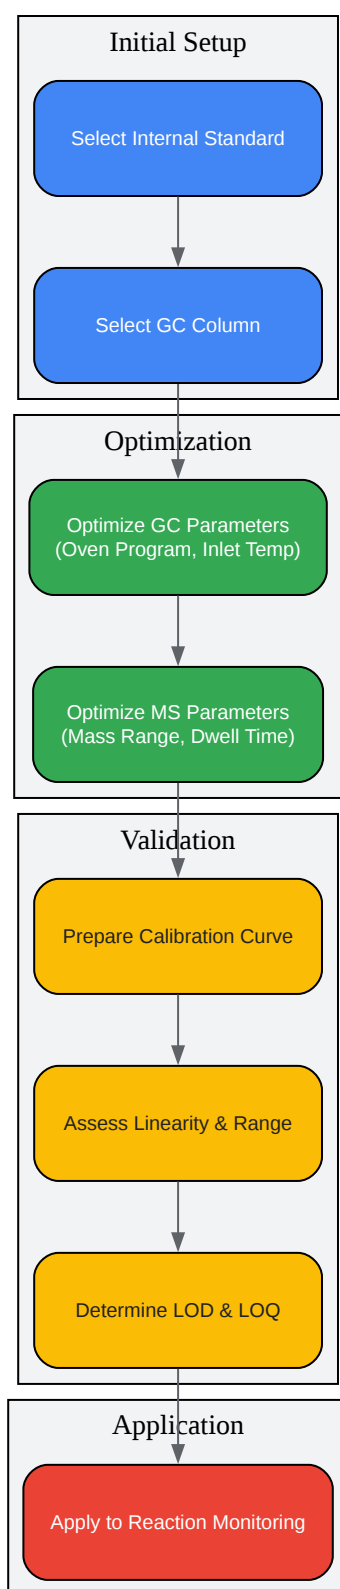 Initial Setup
Select Internal Standard
Select GC Column
Optimization
Optimize GC Parameters
(Oven Program, Inlet Temp)
Optimize MS Parameters
(Mass Range, Dwell Time)
Validation
Prepare Calibration Curve
Assess Linearity & Range
Determine LOD & LOQ
Application
Apply to Reaction Monitoring